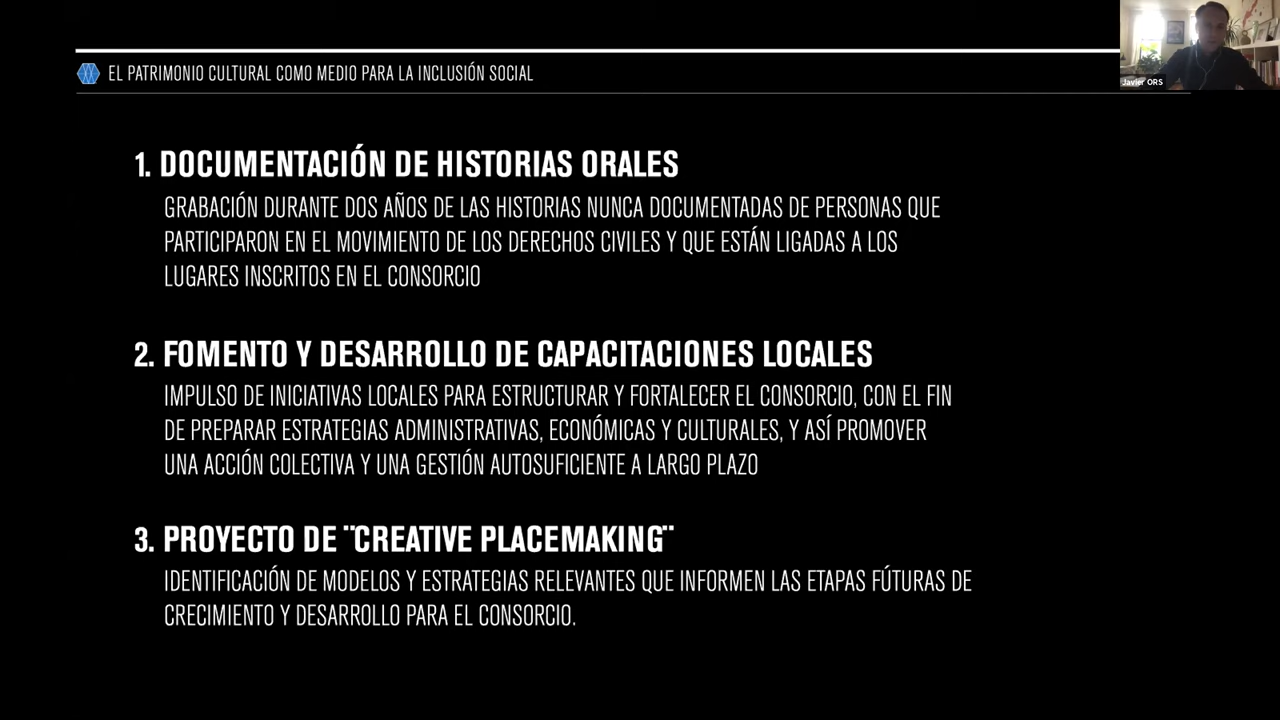 EL PATRIMONIO CULTURAL COMO MEDIO PARA LA INCLUSIÓN SOCIAL
Javier ORS
1. DOCUMENTACIÓN DE HISTORIAS ORALES
GRABACIÓN DURANTE DOS AÑOS DE LAS HISTORIAS NUNCA DOCUMENTADAS DE PERSONAS QUE
PARTICIPARON EN EL MOVIMIENTO DE LOS DERECHOS CIVILES Y QUE ESTÁN LIGADAS A LOS
LUGARES INSCRITOS EN EL CONSORCIO
2. FOMENTO Y DESARROLLO DE CAPACITACIONES LOCALES
IMPULSO DE INICIATIVAS LOCALES PARA ESTRUCTURAR Y FORTALECER EL CONSORCIO, CON EL FIN
DE PREPARAR ESTRATEGIAS ADMINISTRATIVAS, ECONÓMICAS Y CULTURALES, Y ASÍ PROMOVER
UNA ACCIÓN COLECTIVA Y UNA GESTIÓN AUTOSUFICIENTE A LARGO PLAZO
3. PROYECTO DE ¨CREATIVE PLACEMAKING¨
IDENTIFICACIÓN DE MODELOS Y ESTRATEGIAS RELEVANTES QUE INFORMEN LAS ETAPAS FÚTURAS DE
CRECIMIENTO Y DESARROLLO PARA EL CONSORCIO.